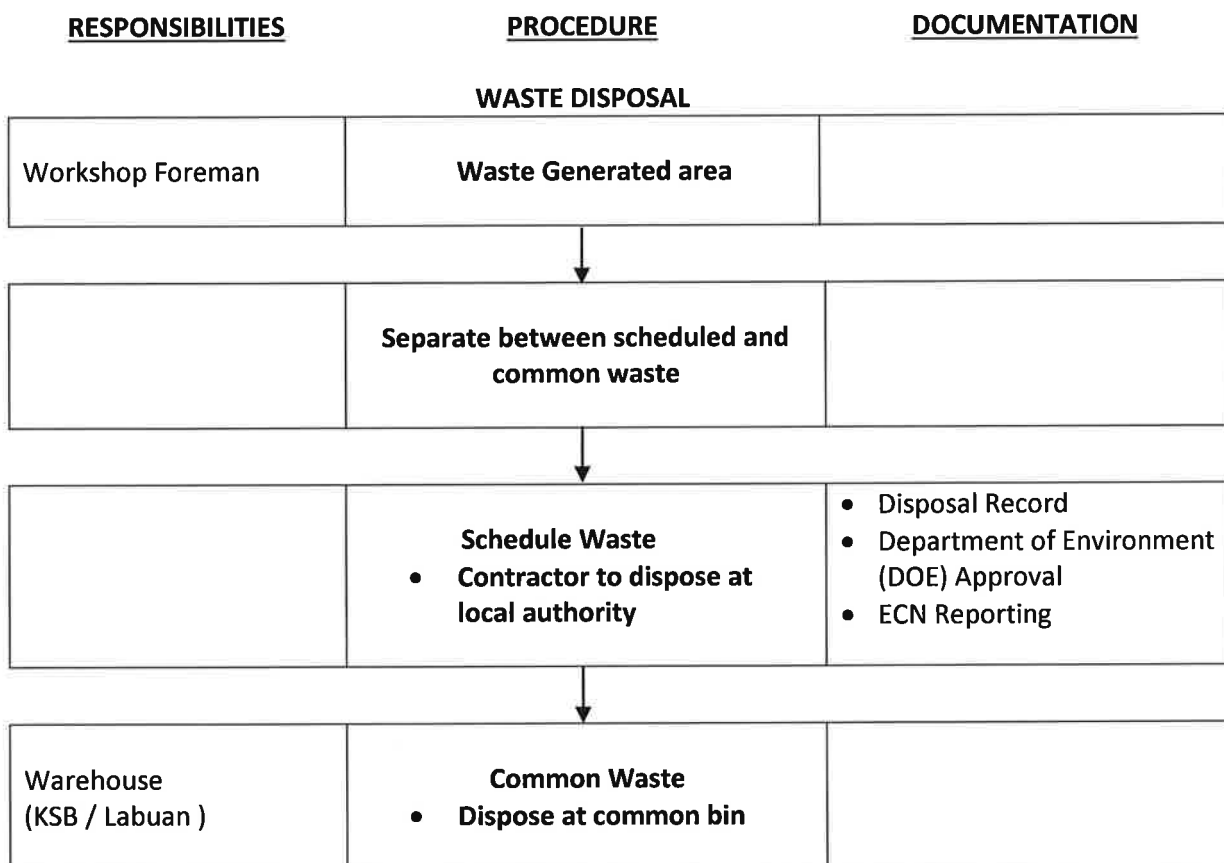 RESPONSIBILITIES PROCEDURE DOCUMENTATION
WASTE DISPOSAL
Workshop Foreman
Waste Generated area
Separate between scheduled and
common waste
Schedule Waste
• Contractor to dispose at
local authority
• Disposal Record
• Department of Environment
(DOE) Approval
• ECN Reporting
Warehouse
(KSB / Labuan )
Common Waste
• Dispose at common bin